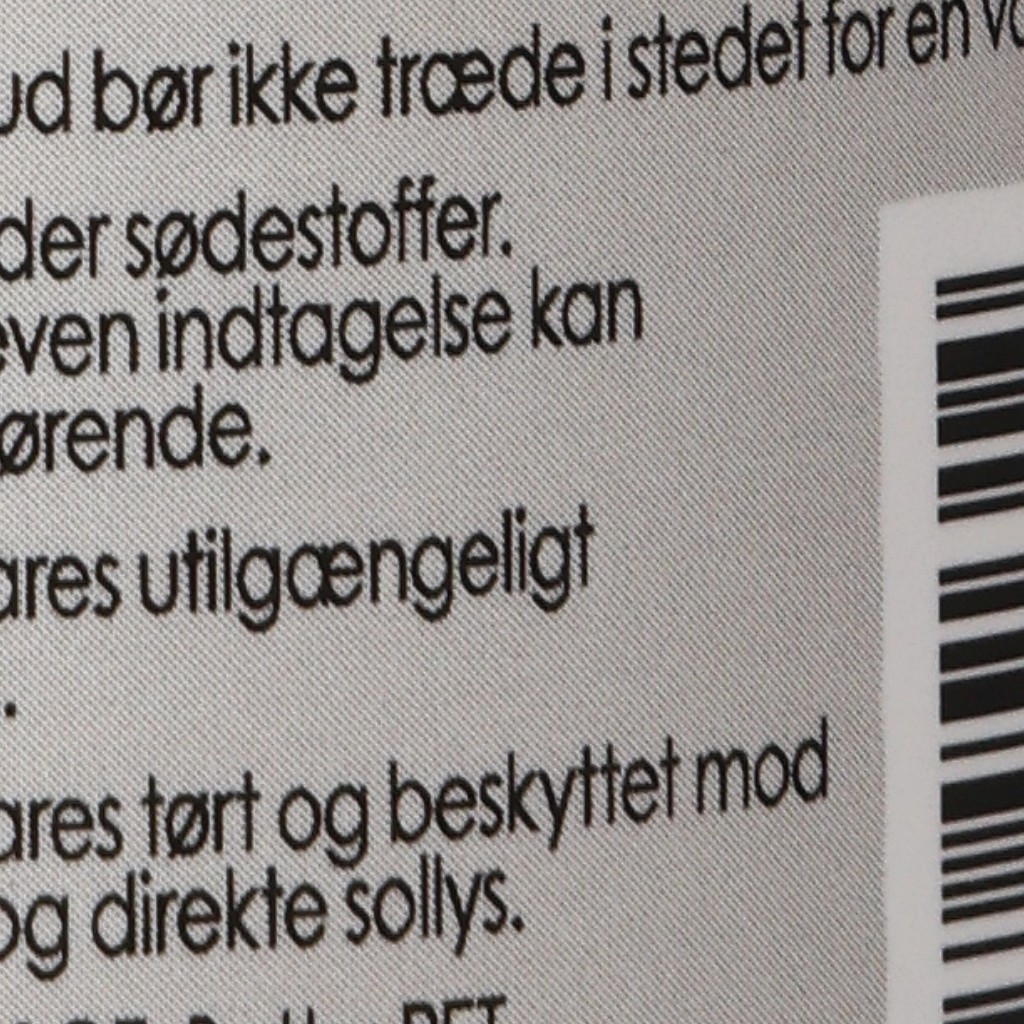 ud bør ikke træde i stedet for en va
der sødestoffer.
even indtagelse kan
ørende.
ares utilgængeligt
.
ares tørt og beskyttet mod
og direkte sollys.
PET